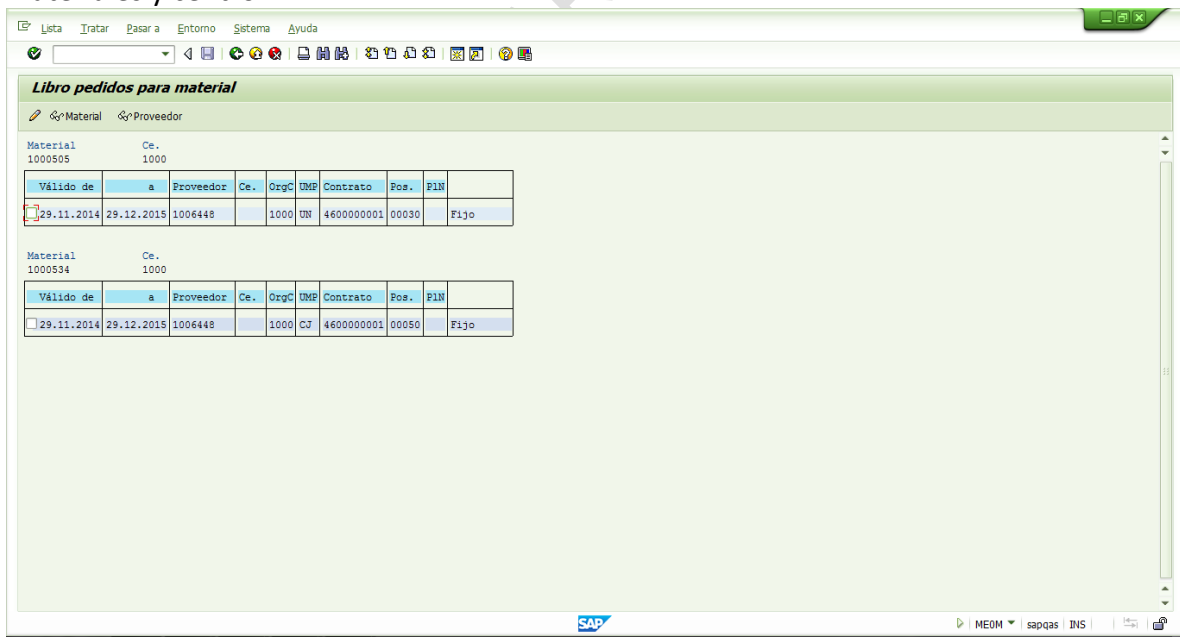 Lista Tratar Pasar a Entorno Sistema Ayuda
Libro pedidos para material
Material Proveedor
Material Ce.
1000505 1000
Válido de a Proveedor Ce. OrgC UMP Contrato Pos. PlN
29.11.2014 29.12.2015 1006448 1000 UN 4600000001 00030 Fijo
Material Ce.
1000534 1000
Válido de a Proveedor Ce. OrgC UMP Contrato Pos. PlN
29.11.2014 29.12.2015 1006448 1000 CJ 4600000001 00050 Fijo
SAP ME0M sapqas INS